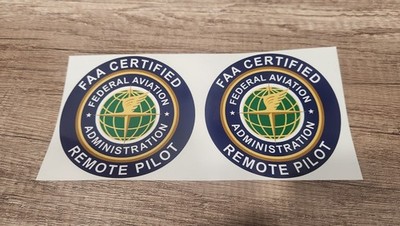 FAA CERTIFIED
FEDERAL AVIATION
ADMINISTRATION
REMOTE PILOT
FAA CERTIFIED
FEDERAL AVIATION
ADMINISTRATION
REMOTE PILOT